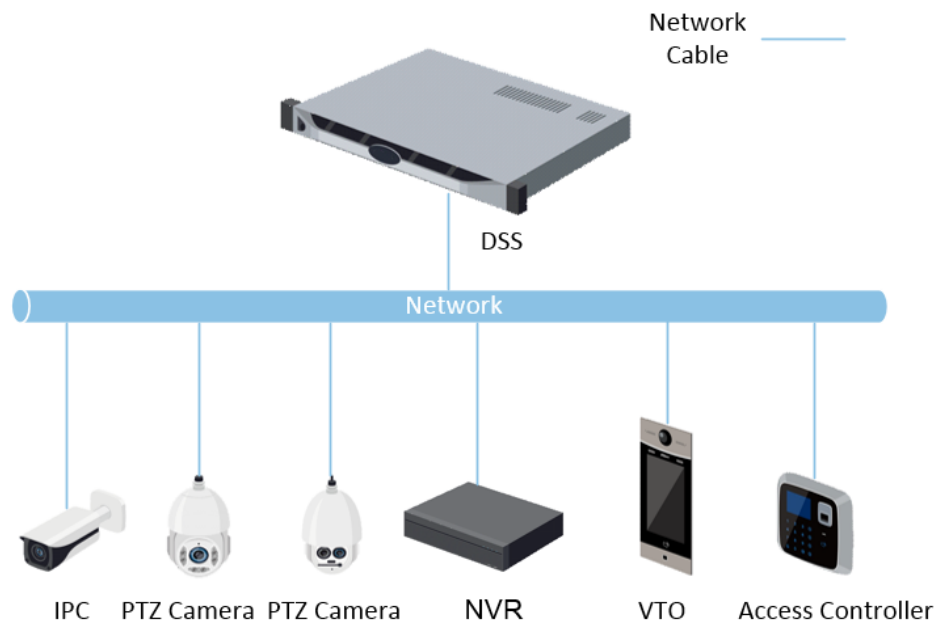 Network
Cable
DSS
Network
IPC
PTZ Camera
PTZ Camera
NVR
VTO
Access Controller